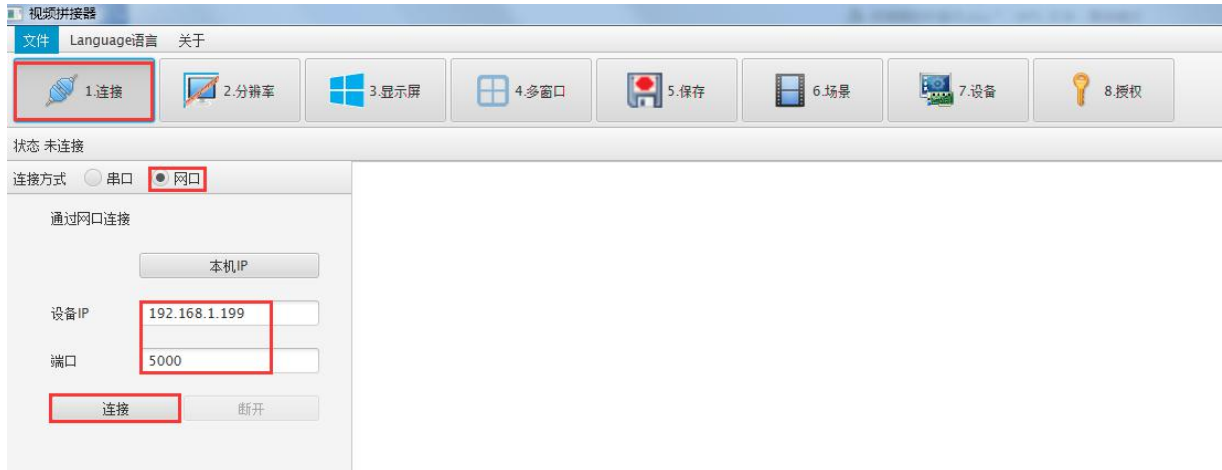 视频拼接器
文件 Language语言 关于
1.连接 2.分辨率 3.显示屏 4.多窗口 5.保存 6.场景 7.设备 8.授权
状态 未连接
连接方式 串口 网口
通过网口连接
本机IP
设备IP 192.168.1.199
端口 5000
连接 断开